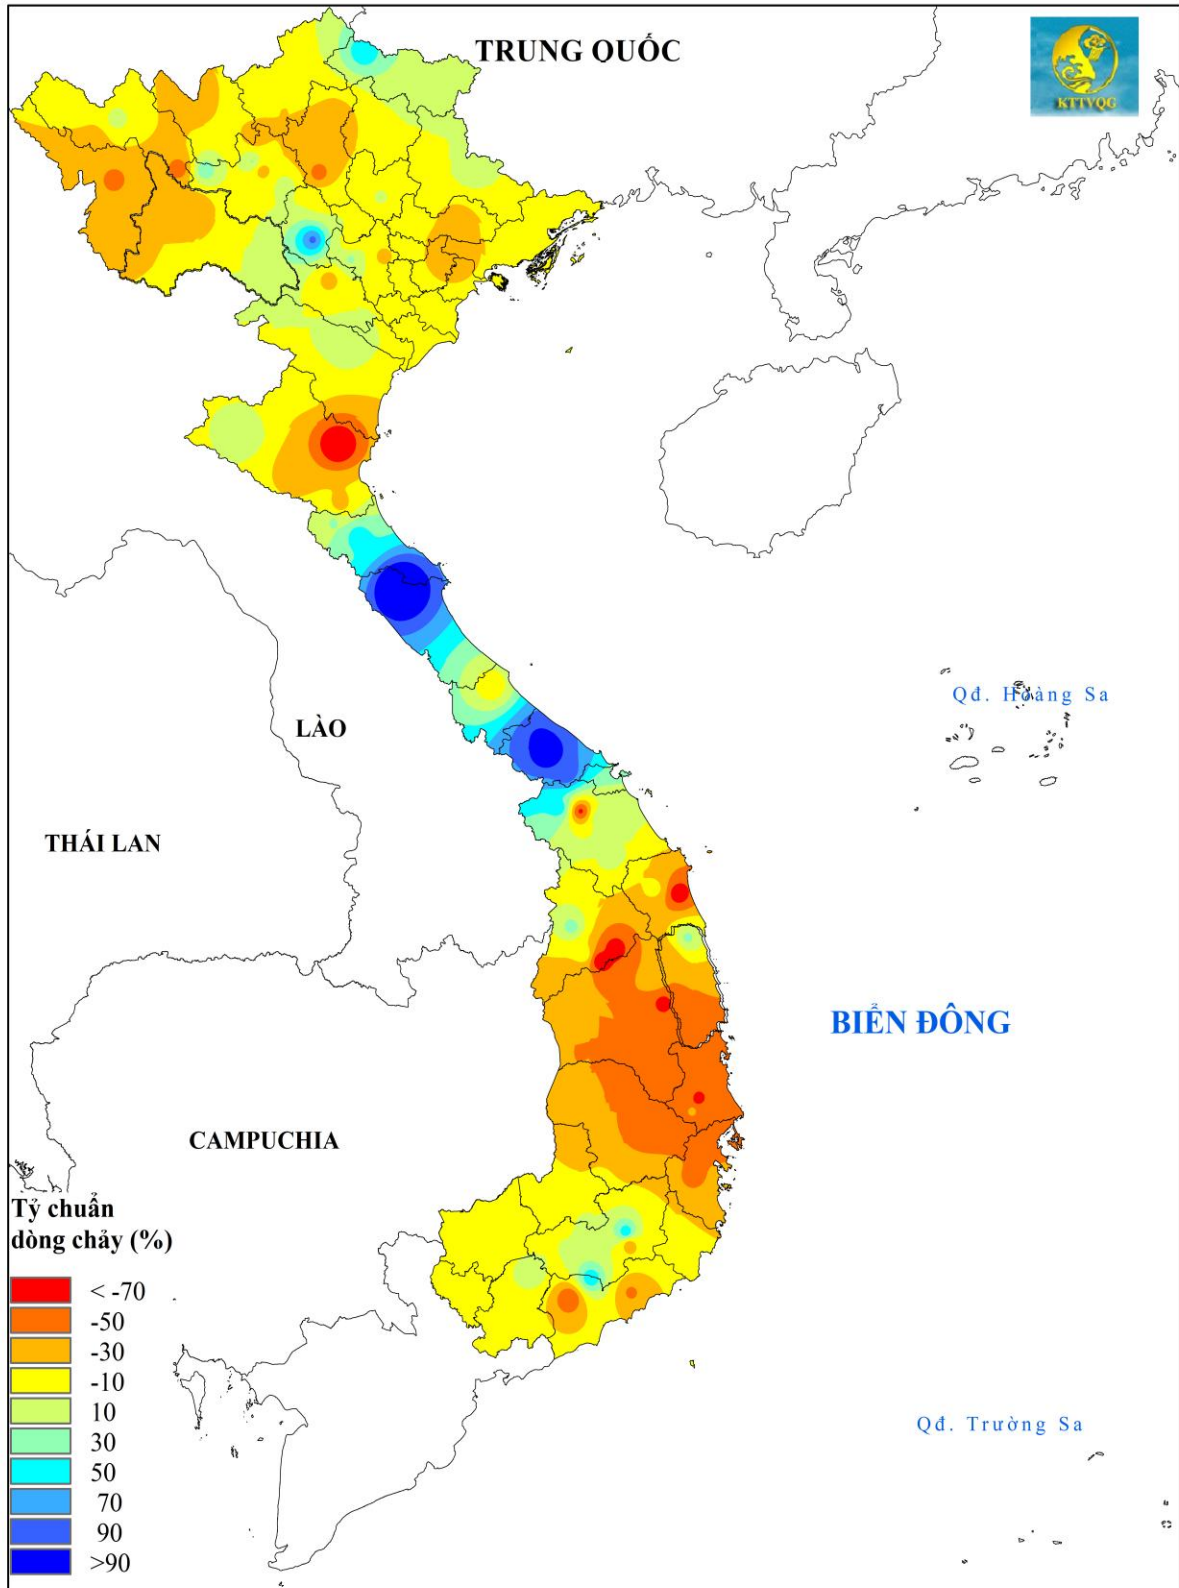 TRUNG QUỐC
KTTVQG
LÀO
Qđ. Hoàng Sa
THÁI LAN
BIỂN ĐÔNG
CAMPUCHIA
Tỷ chuẩn
dòng chảy (%)
< -70
-50
-30
-10
10
30
50
70
90
>90
Qđ. Trường Sa